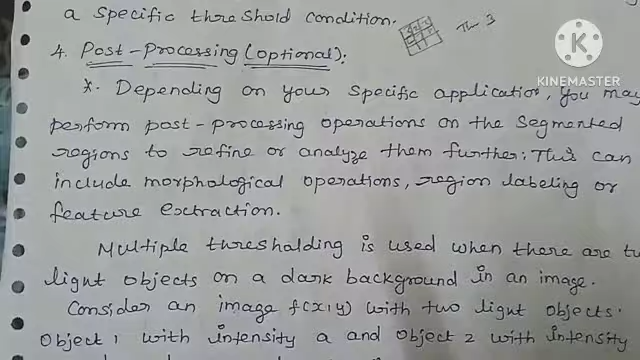 a specific threshold condition.
4. Post-Processing (optional):
*. Depending on your specific application, you may
perform post-processing operations on the segmented
regions to refine or analyze them further; This can
include morphological operations, region labeling or
feature extraction.
Multiple thresholding is used when there are
light objects on a dark background in an image.
Consider an image f(x,y) with two light objects.
Object 1 with intensity a and Object 2 with intensity
KINEMASTER